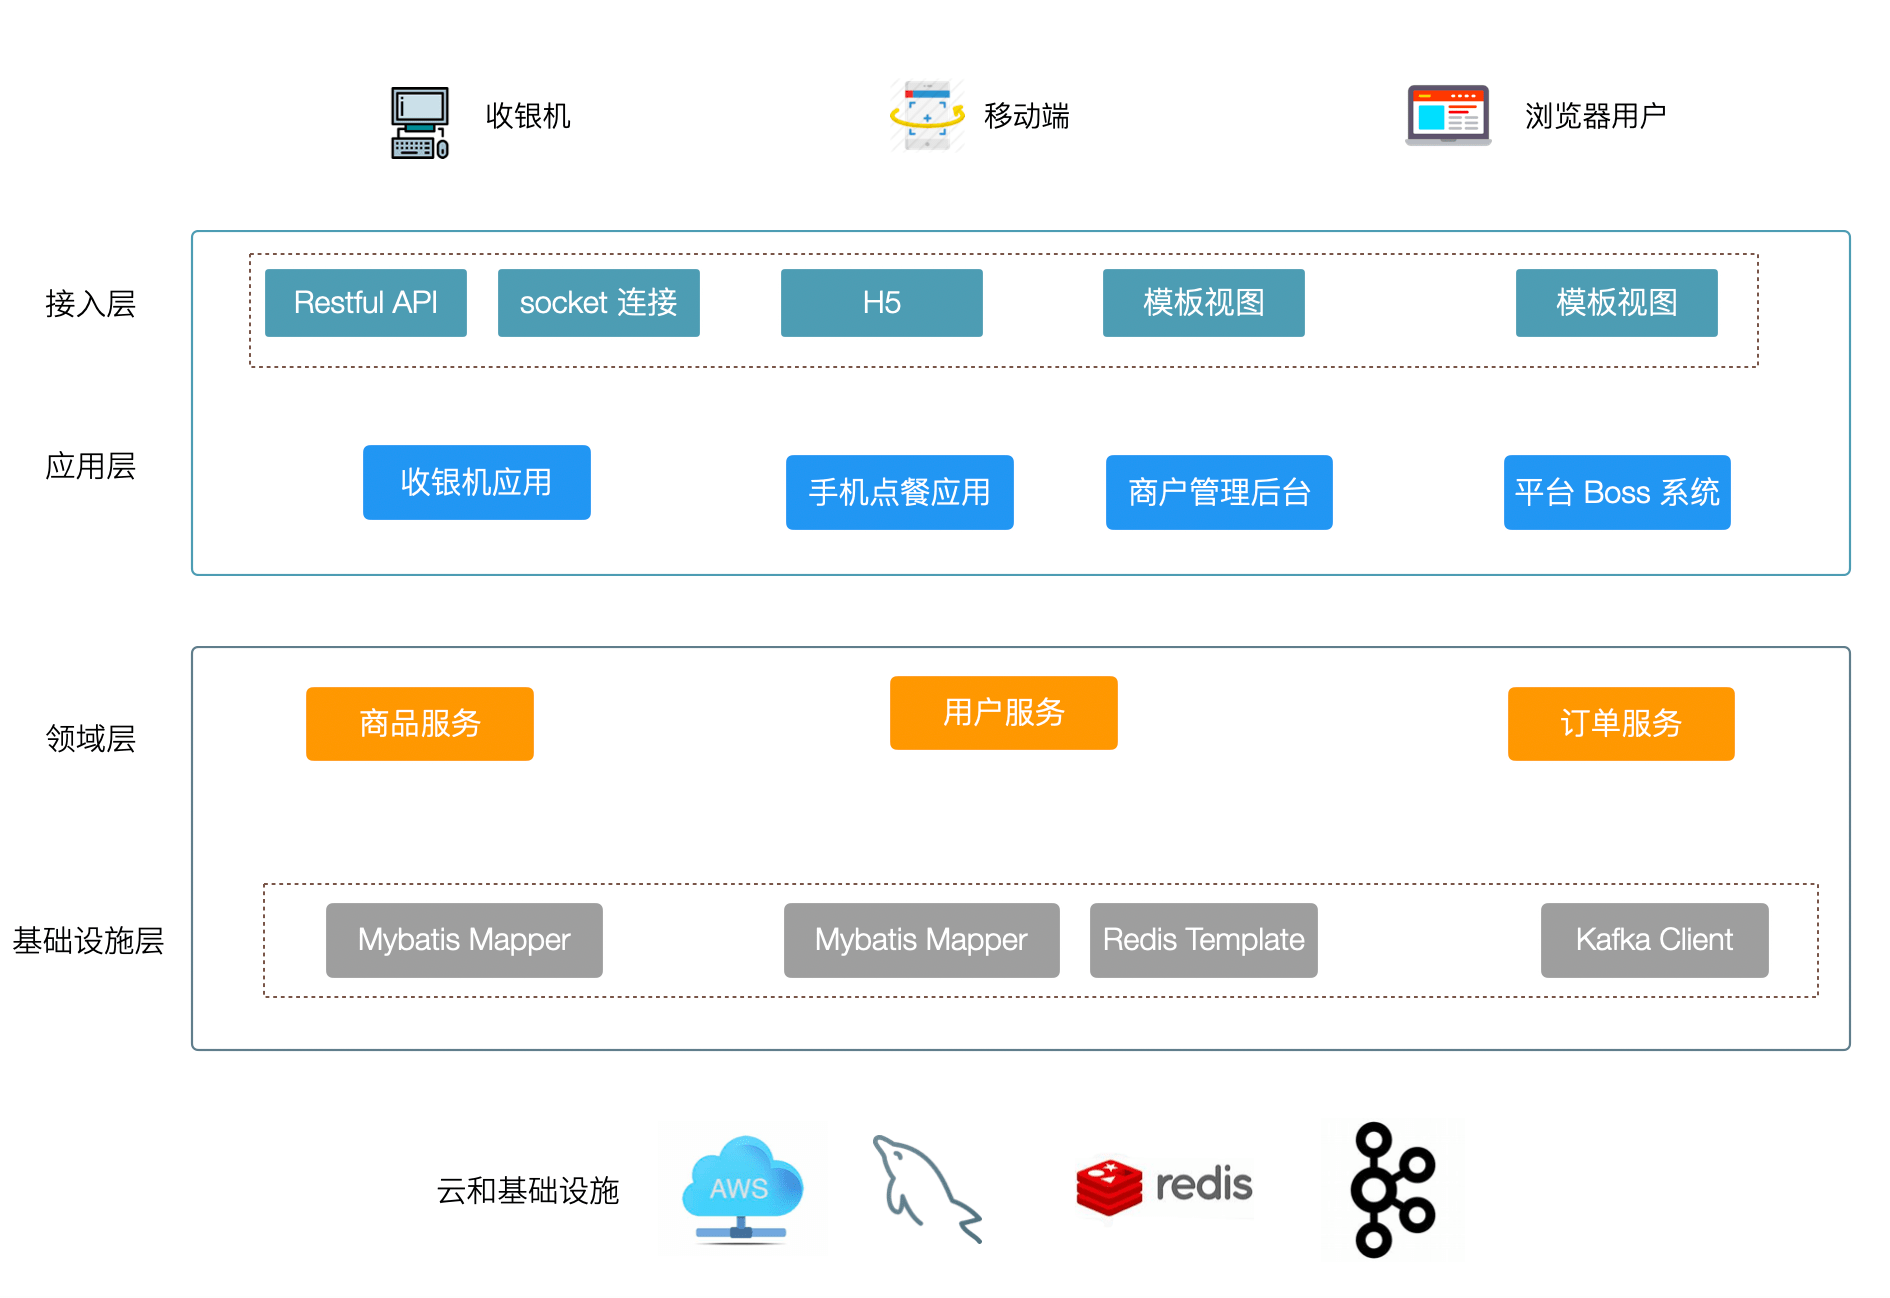 收银机
移动端
浏览器用户
接入层
Restful API
socket 连接
H5
模板视图
模板视图
应用层
收银机应用
手机点餐应用
商户管理后台
平台 Boss 系统
领域层
商品服务
用户服务
订单服务
基础设施层
Mybatis Mapper
Mybatis Mapper
Redis Template
Kafka Client
云和基础设施
AWS
redis